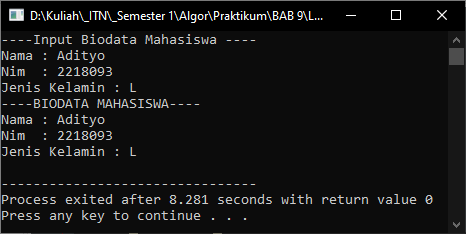 D:\Kuliah\_ITN\_Semester 1\Algor\Praktikum\BAB 9\L...
----Input Biodata Mahasiswa ----
Nama : Adityo
Nim  : 2218093
Jenis Kelamin : L
----BIODATA MAHASISWA----
Nama : Adityo
Nim  : 2218093
Jenis Kelamin : L
--------------------------------
Process exited after 8.281 seconds with return value 0
Press any key to continue . . .